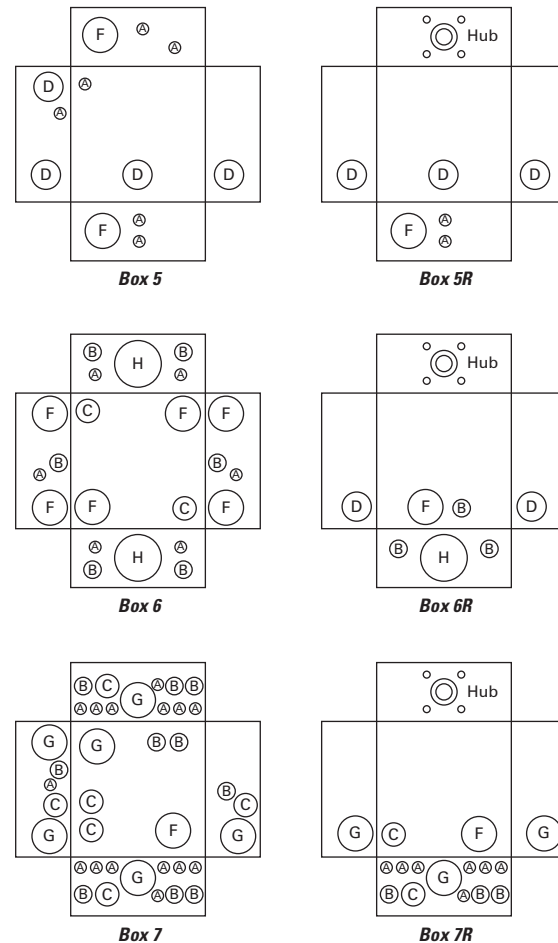 F A
A
D A
A
D D D
F A
A
Box 5
Hub
D D D
F A
A
Box 5R
B H B
A A
F C F F
B B
A A
F F C F
A H A
B B
Box 6
Hub
D F B D
B H B
Box 6R
B C A B B
A A A G A A A
G G B B
B
A B
C C C
G C F G
A A A G A A A
B C A B B
Box 7
Hub
G C F G
A A A G A A A
B C A B B
Box 7R